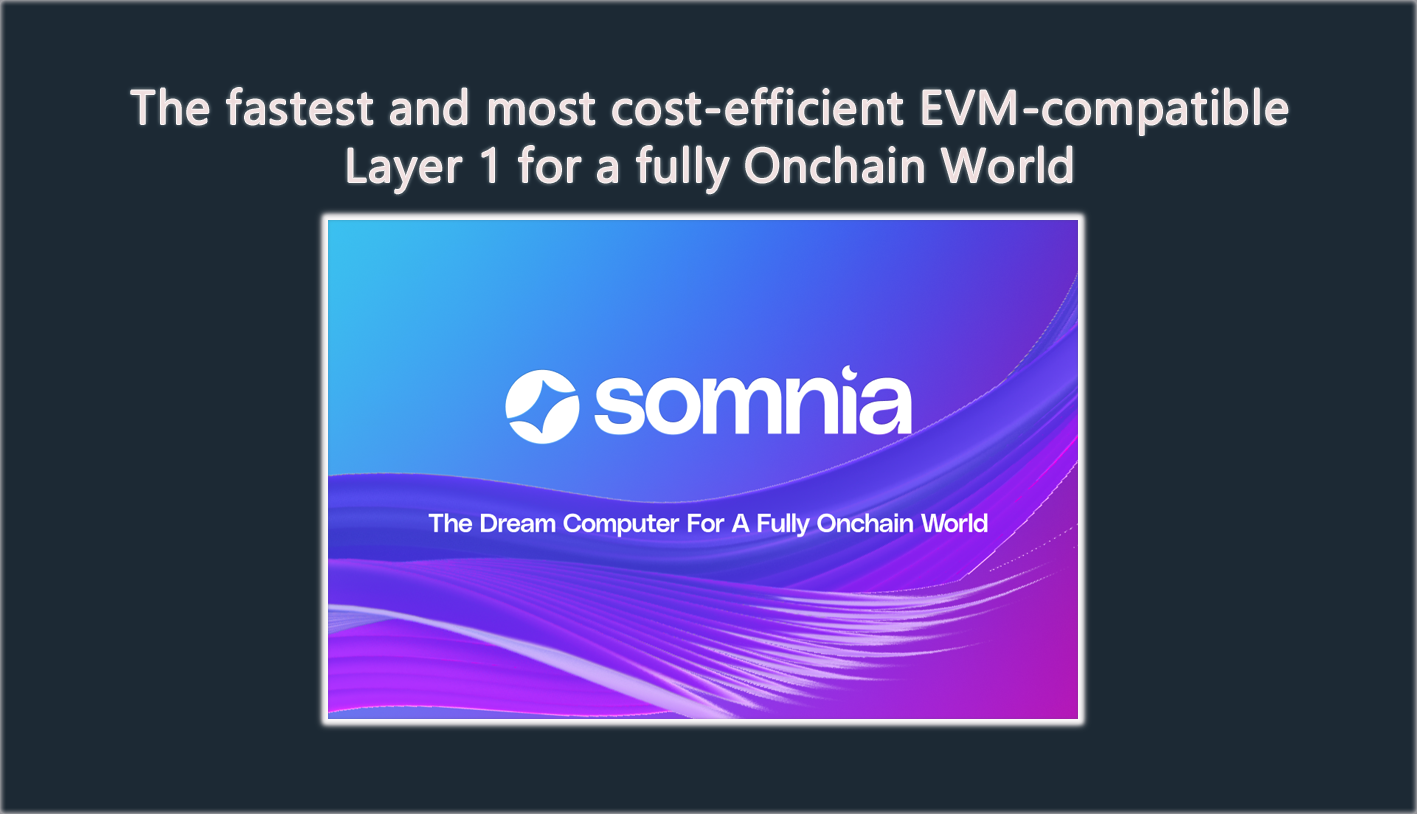 The fastest and most cost-efficient EVM-compatible
Layer 1 for a fully Onchain World
somnia
The Dream Computer For A Fully Onchain World